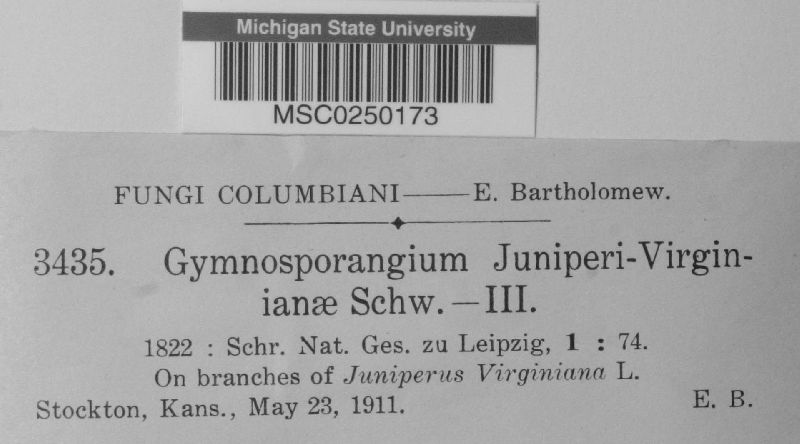 Michigan State University
MSC0250173
FUNGI COLUMBIANI——E. Bartholomew.
3435. Gymnosporangium Juniperi-Virgin-
ianæ Schw.—III.
1822 : Schr. Nat. Ges. zu Leipzig, 1 : 74.
On branches of Juniperus Virginiana L.
Stockton, Kans., May 23, 1911. E. B.